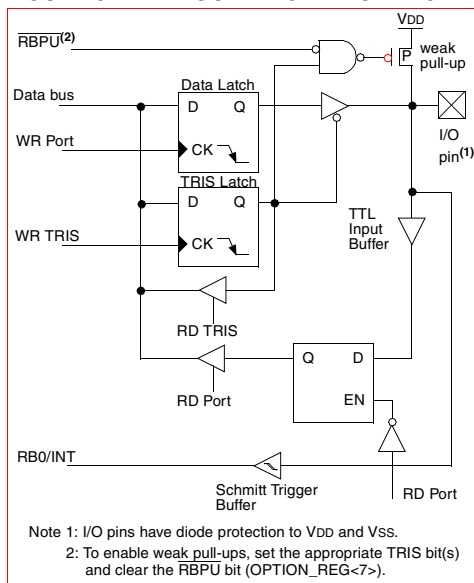 VDD
RBPU(2)
P
weak
pull-up
Data Latch
Data bus
D
Q
I/O
pin(1)
WR Port
CK
TRIS Latch
D
Q
TTL
Input
Buffer
WR TRIS
CK
RD TRIS
Q
D
RD Port
EN
RB0/INT
Schmitt Trigger
Buffer
RD Port
Note 1: I/O pins have diode protection to VDD and VSS.
2: To enable weak pull-ups, set the appropriate TRIS bit(s)
and clear the RBPU bit (OPTION_REG<7>).